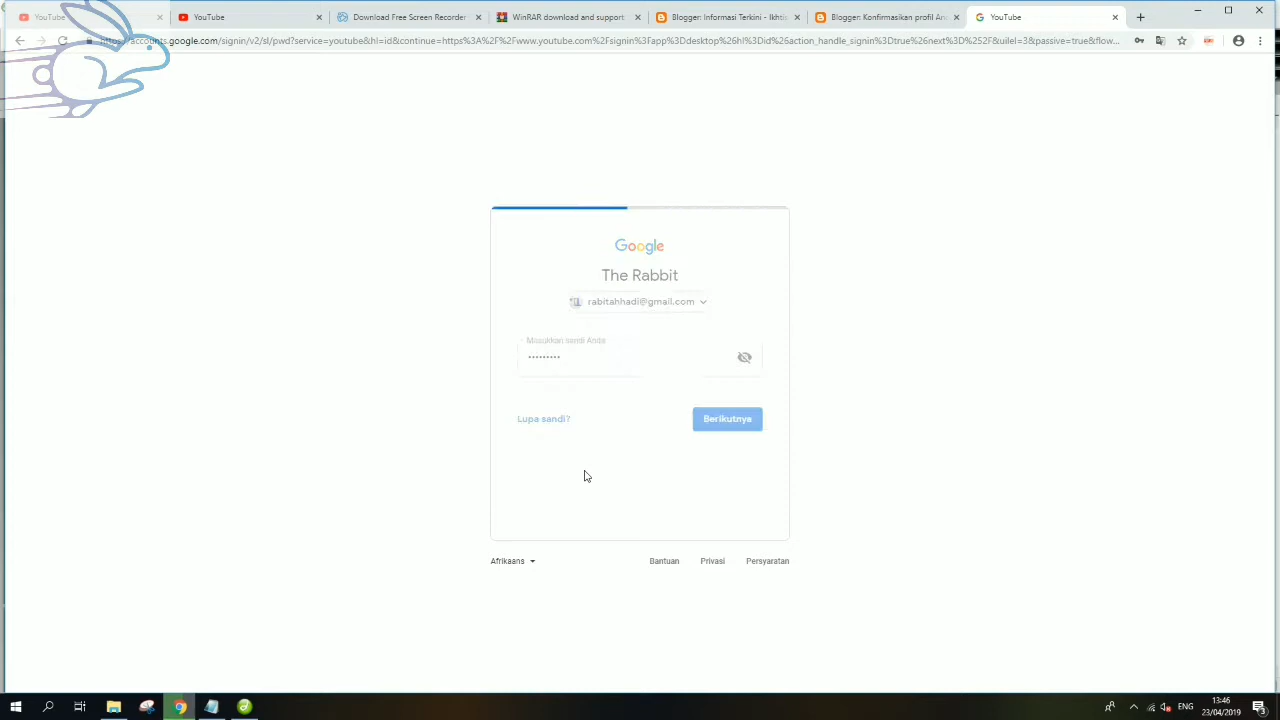 YouTube
YouTube
Download Free Screen Recorder
WinRAR download and support
Blogger: Informasi Terkini - Ikhti
Blogger: Konfirmasikan profil An
YouTube
https://accounts.google.com/signin/v2/sl/pwd?service=youtube&hl=id&continue=https%3A%2F%2Fwww.youtube.com%2Fsignin%3Fapp%3Ddesktop%26hl%3Did%26action_handle_signin%3Dtrue%26next%3D%252F&uilel=3&passive=true&flow...
Google
The Rabbit
rabitahhadi@gmail.com
Masukkan sandi Anda
•••••••••
Lupa sandi?
Berikutnya
Afrikaans
Bantuan
Privasi
Persyaratan
ENG
13:46
23/04/2019